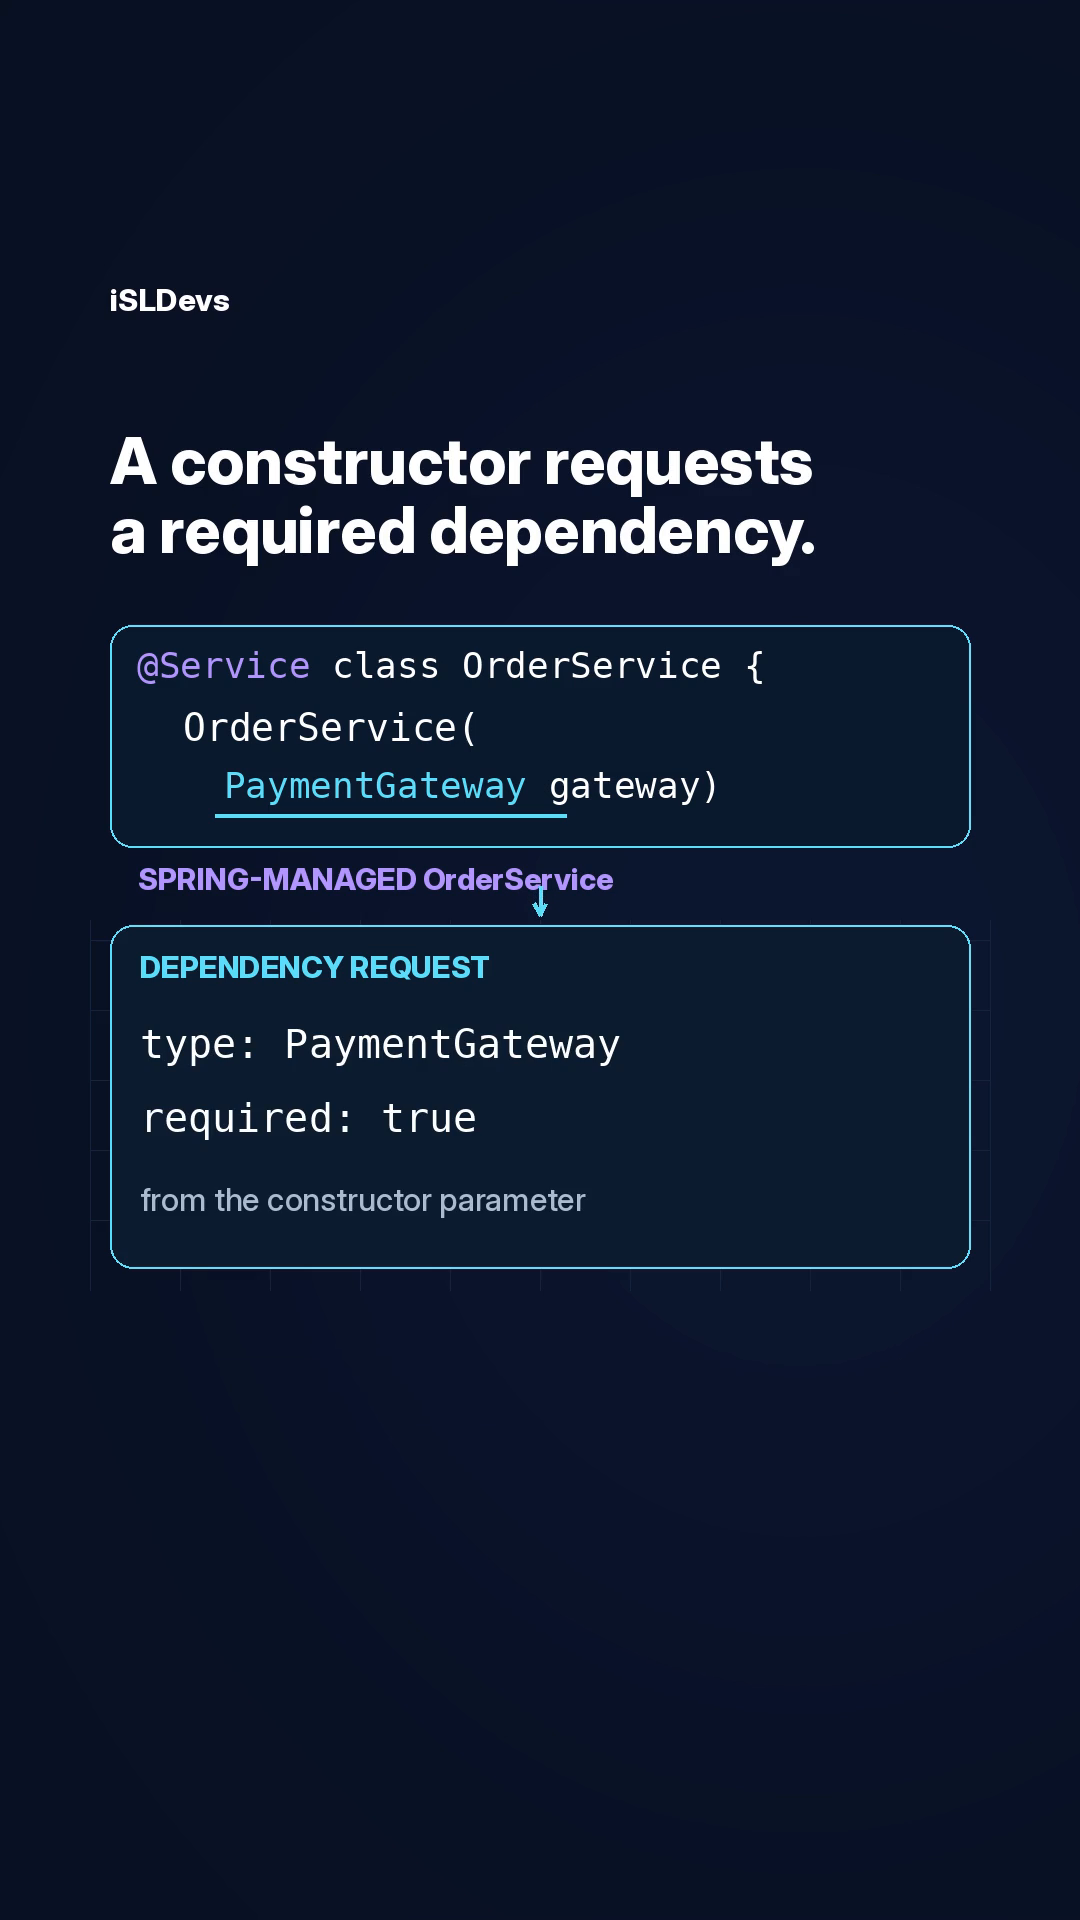 iSLDevs
A constructor requests
a required dependency.
@Service class OrderService {
OrderService(
PaymentGateway gateway)
SPRING-MANAGED OrderService
DEPENDENCY REQUEST
type: PaymentGateway
required: true
from the constructor parameter